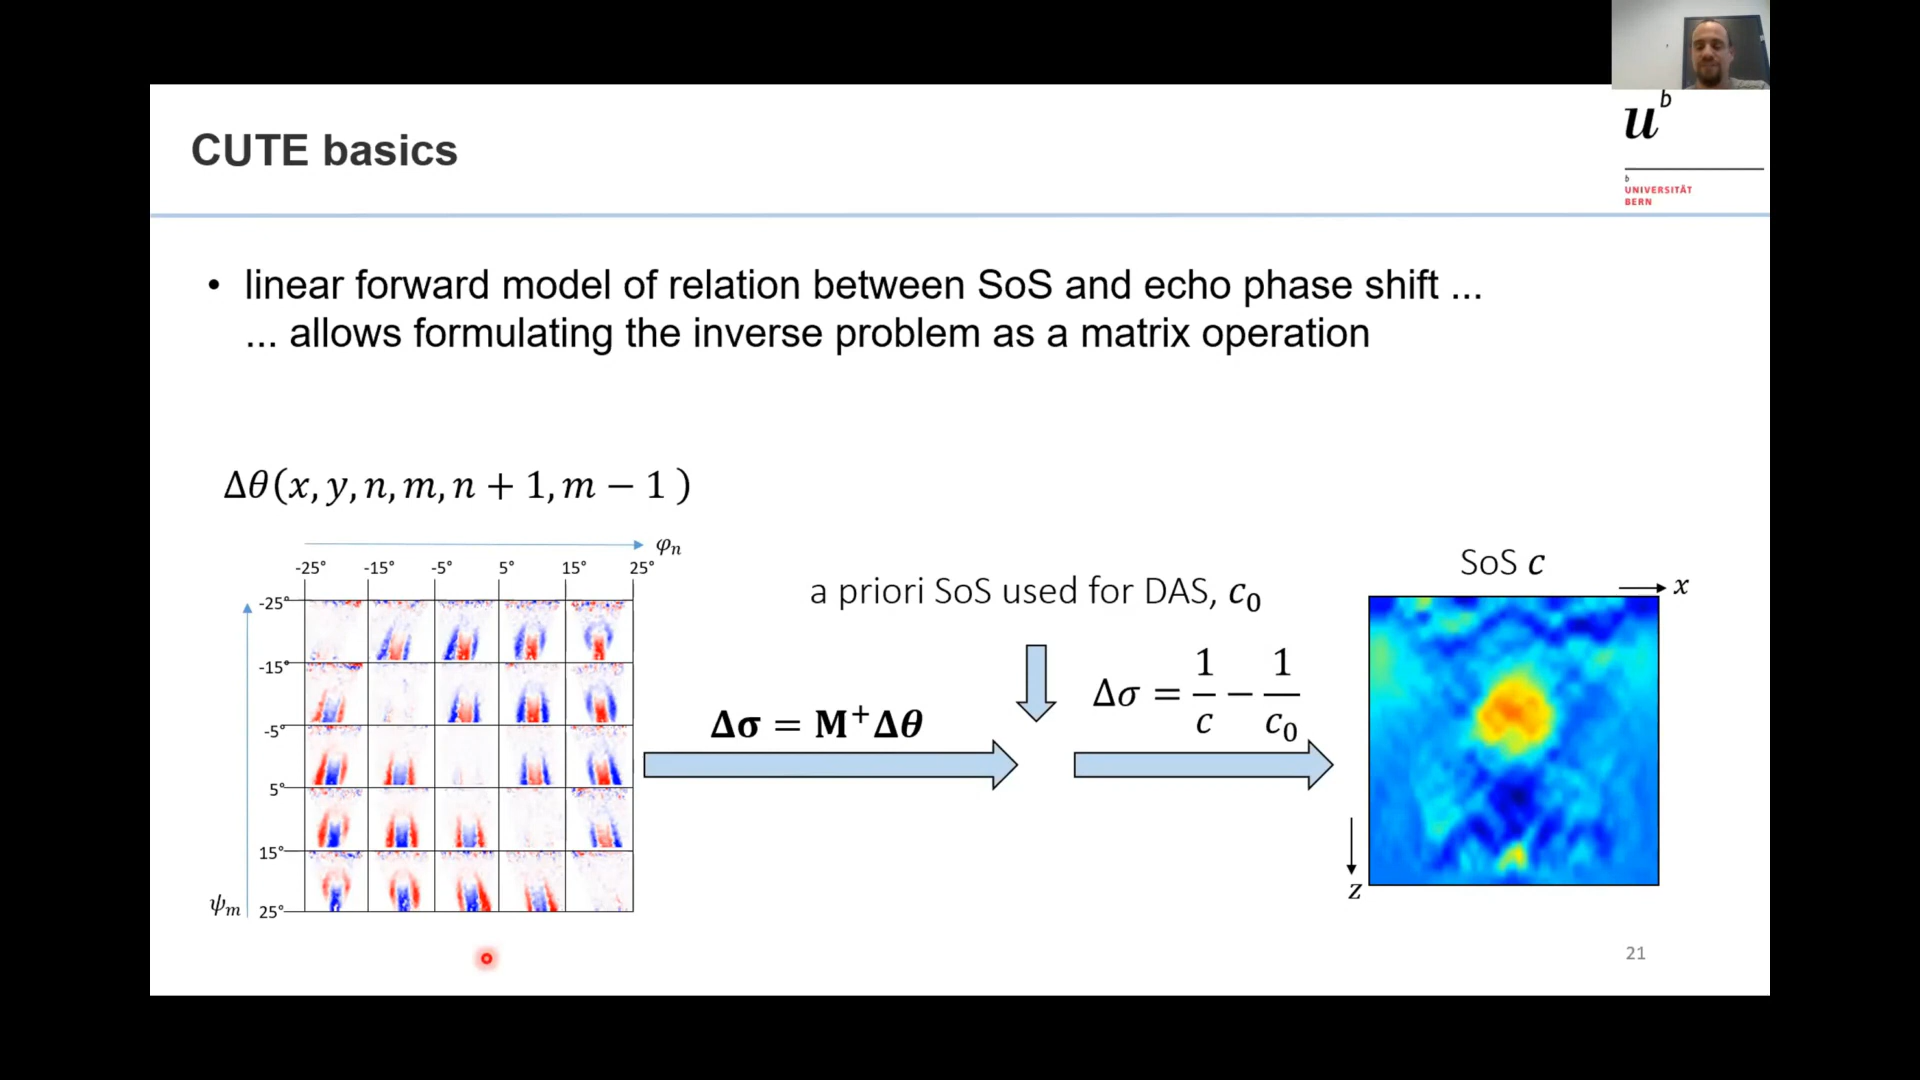 u^b
CUTE basics
b
UNIVERSITÄT
BERN
• linear forward model of relation between SoS and echo phase shift ...
... allows formulating the inverse problem as a matrix operation
Δθ(x, y, n, m, n + 1, m − 1 )
φₙ
-25° -15° -5° 5° 15° 25°
-25°
-15°
-5°
5°
15°
25°
ψₘ
a priori SoS used for DAS, c₀
Δσ = M⁺Δθ
Δσ = 1/c − 1/c₀
SoS c
x
z
21